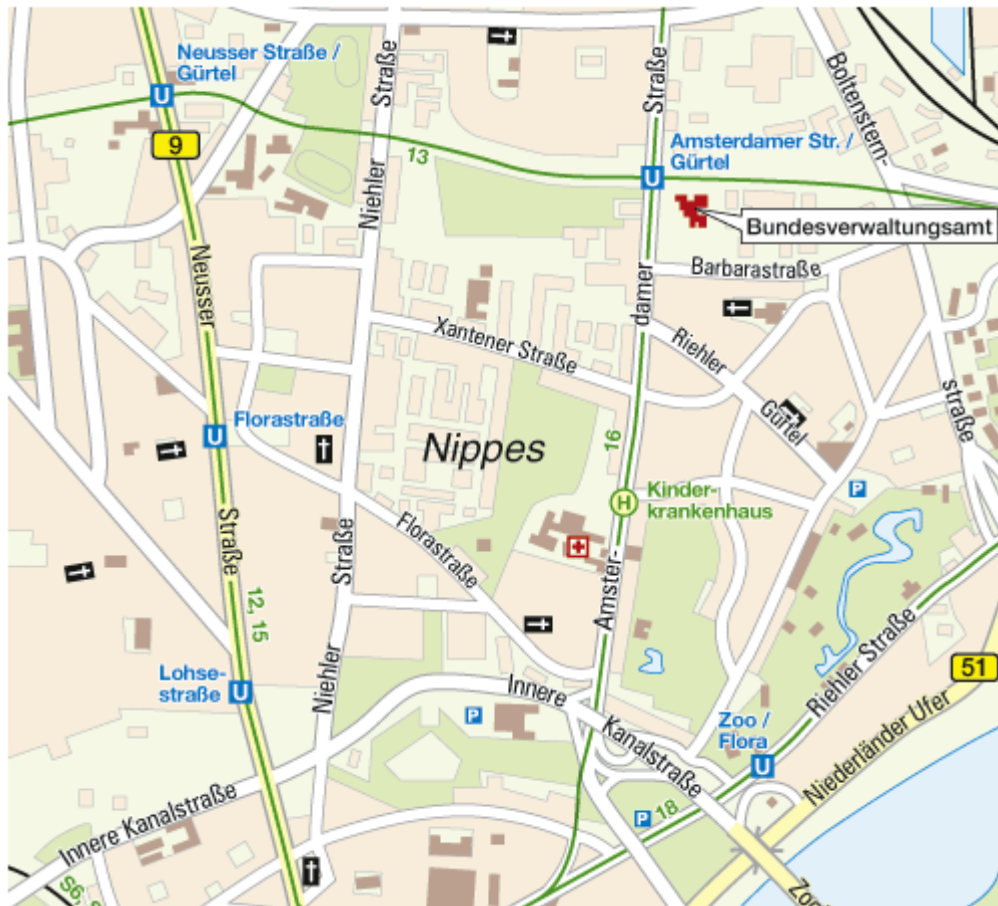 Neusser Straße /
Gürtel
9
13
Niehler Straße
Straße
Amsterdamer Str. /
Gürtel
Boltenstern-
Bundesverwaltungsamt
Barbarastraße
damer
Neusser
Xantener Straße
Riehler
Gürtel
straße
Florastraße
Nippes
16
Kinder-
krankenhaus
H
P
Straße
Niehler Straße
Florastraße
Amster-
12, 15
Lohse-
straße
Innere
Kanalstraße
P
Zoo /
Flora
Riehler Straße
51
Niederländer Ufer
Innere Kanalstraße
P
18
U
U
U
U
U